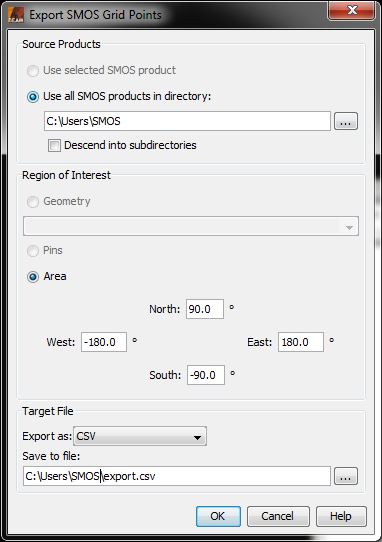 BEAM
Export SMOS Grid Points
Source Products
Use selected SMOS product
Use all SMOS products in directory:
C:\Users\SMOS
...
Descend into subdirectories
Region of Interest
Geometry
Pins
Area
North: 90.0 °
West: -180.0 ° East: 180.0 °
South: -90.0 °
Target File
Export as: CSV
Save to file:
C:\Users\SMOS\export.csv
...
OK Cancel Help